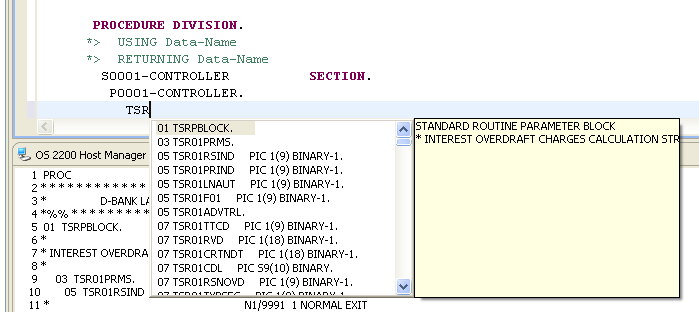 PROCEDURE DIVISION.
*> USING Data-Name
*> RETURNING Data-Name
S0001-CONTROLLER SECTION.
P0001-CONTROLLER.
TSR
01 TSRPBLOCK.
03 TSR01PRMS.
05 TSR01RSIND PIC 1(9) BINARY-1.
05 TSR01PRIND PIC 1(9) BINARY-1.
05 TSR01LNAUT PIC 1(9) BINARY-1.
05 TSR01F01 PIC 1(9) BINARY-1.
05 TSR01ADVTRL.
07 TSR01TTCD PIC 1(9) BINARY-1.
07 TSR01RVD PIC 1(18) BINARY-1.
07 TSR01CRTNDT PIC 1(18) BINARY-1.
07 TSR01CDL PIC S9(10) BINARY.
07 TSR01RSNOVD PIC 1(9) BINARY-1.
PIC 1(9) BINARY-1.
STANDARD ROUTINE PARAMETER BLOCK
* INTEREST OVERDRAFT CHARGES CALCULATION STR
OS 2200 Host Manager
1 PROC
2 * * * * * * * * * * * *
3 * D-BANK LA
4 *%% * * * * * * * * *
5 01 TSRPBLOCK.
6 *
7 * INTEREST OVERDRA
8 *
9 03 TSR01PRMS.
10 05 TSR01RSIND
11 * N1/9991 1 NORMAL EXIT